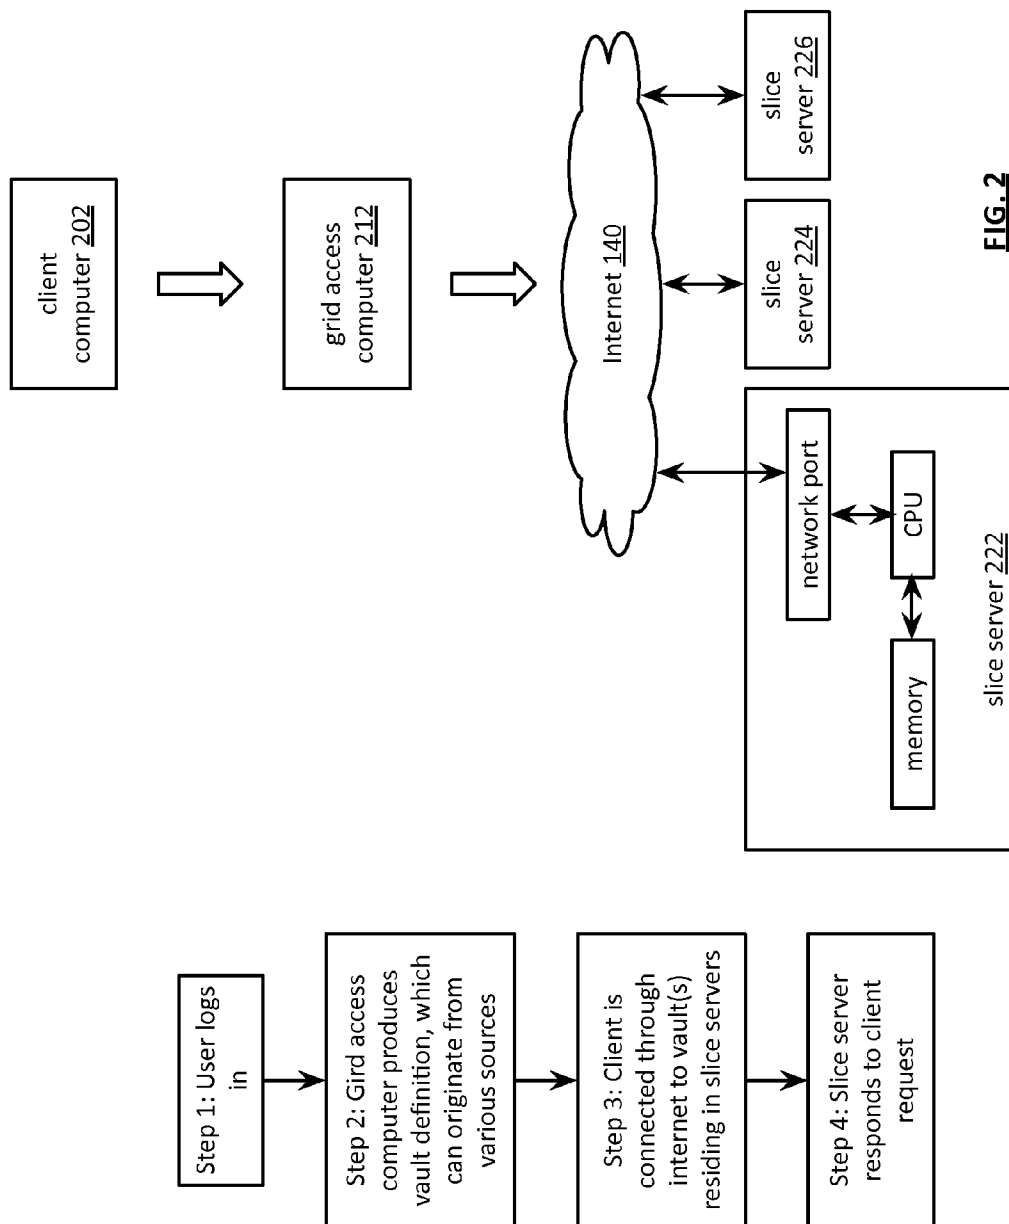 Step 1: User logs
in
Step 2: Gird access
computer produces
vault definition, which
can originate from
various sources
Step 3: Client is
connected through
internet to vault(s)
residing in slice servers
Step 4: Slice server
responds to client
request
client
computer 202
grid access
computer 212
Internet 140
network port
CPU
memory
slice server 222
slice
server 224
slice
server 226
FIG. 2